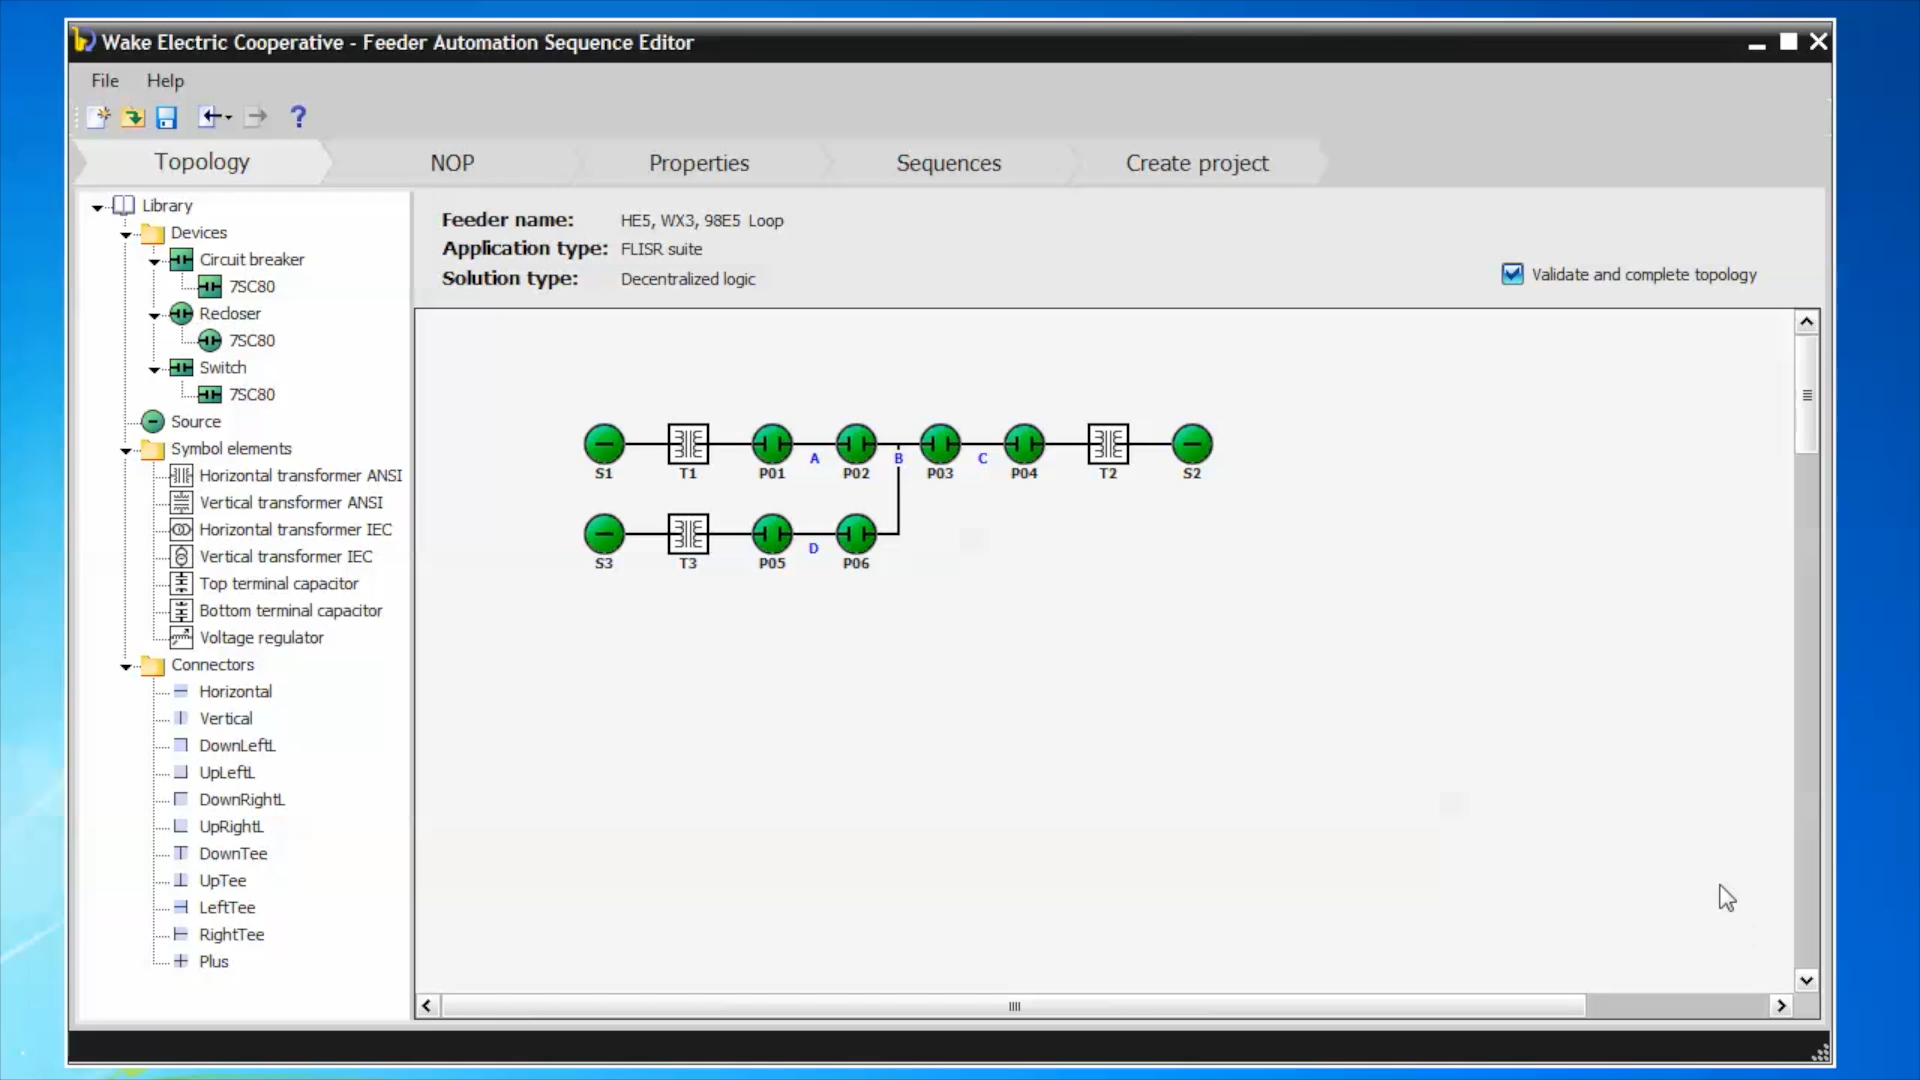 Wake Electric Cooperative - Feeder Automation Sequence Editor
File Help
?
Topology NOP Properties Sequences Create project
Library
Devices
Circuit breaker
7SC80
Recloser
7SC80
Switch
7SC80
Source
Symbol elements
Horizontal transformer ANSI
Vertical transformer ANSI
Horizontal transformer IEC
Vertical transformer IEC
Top terminal capacitor
Bottom terminal capacitor
Voltage regulator
Connectors
Horizontal
Vertical
DownLeftL
UpLeftL
DownRightL
UpRightL
DownTee
UpTee
LeftTee
RightTee
Plus
Feeder name: HE5, WX3, 98E5 Loop
Application type: FLISR suite
Solution type: Decentralized logic
Validate and complete topology
A B C
S1 T1 P01 P02 P03 P04 T2 S2
D
S3 T3 P05 P06